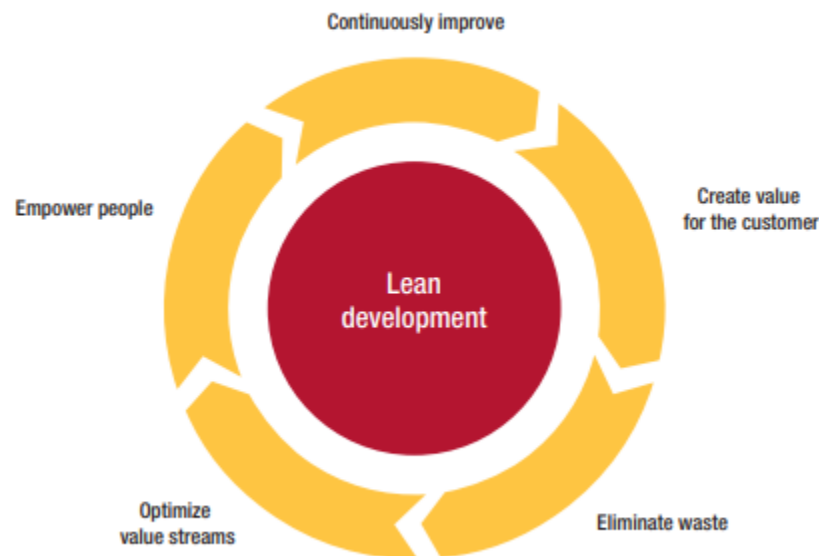 Continuously improve
Create value
for the customer
Eliminate waste
Optimize
value streams
Empower people
Lean
development